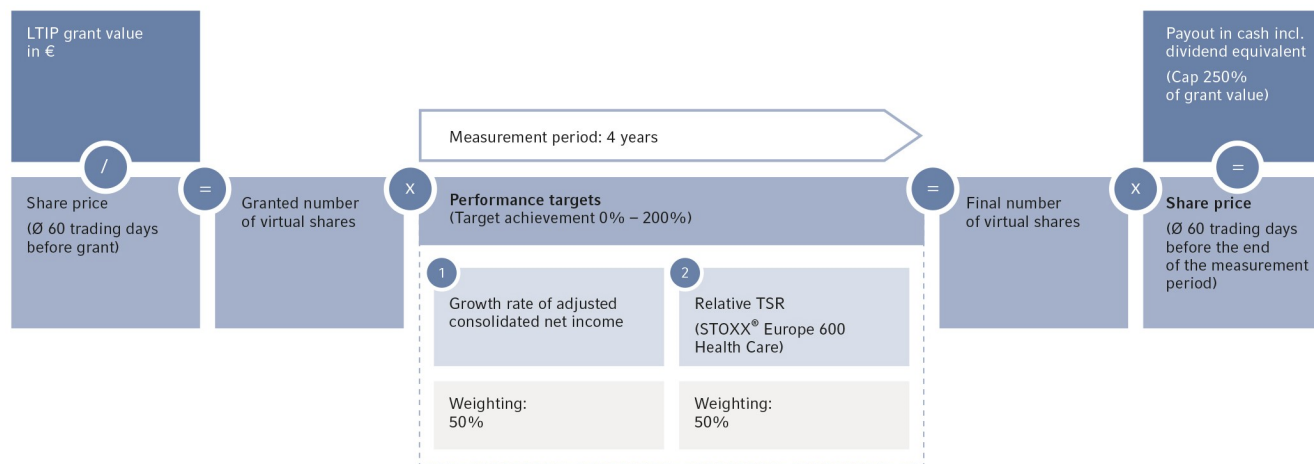 LTIP grant value
in €
/
Share price
(Ø 60 trading days
before grant)
=
Granted number
of virtual shares
x
Measurement period: 4 years
Performance targets
(Target achievement 0% – 200%)
1
Growth rate of adjusted
consolidated net income
Weighting:
50%
2
Relative TSR
(STOXX® Europe 600
Health Care)
Weighting:
50%
=
Final number
of virtual shares
x
Payout in cash incl.
dividend equivalent
(Cap 250%
of grant value)
=
Share price
(Ø 60 trading days
before the end
of the measurement
period)